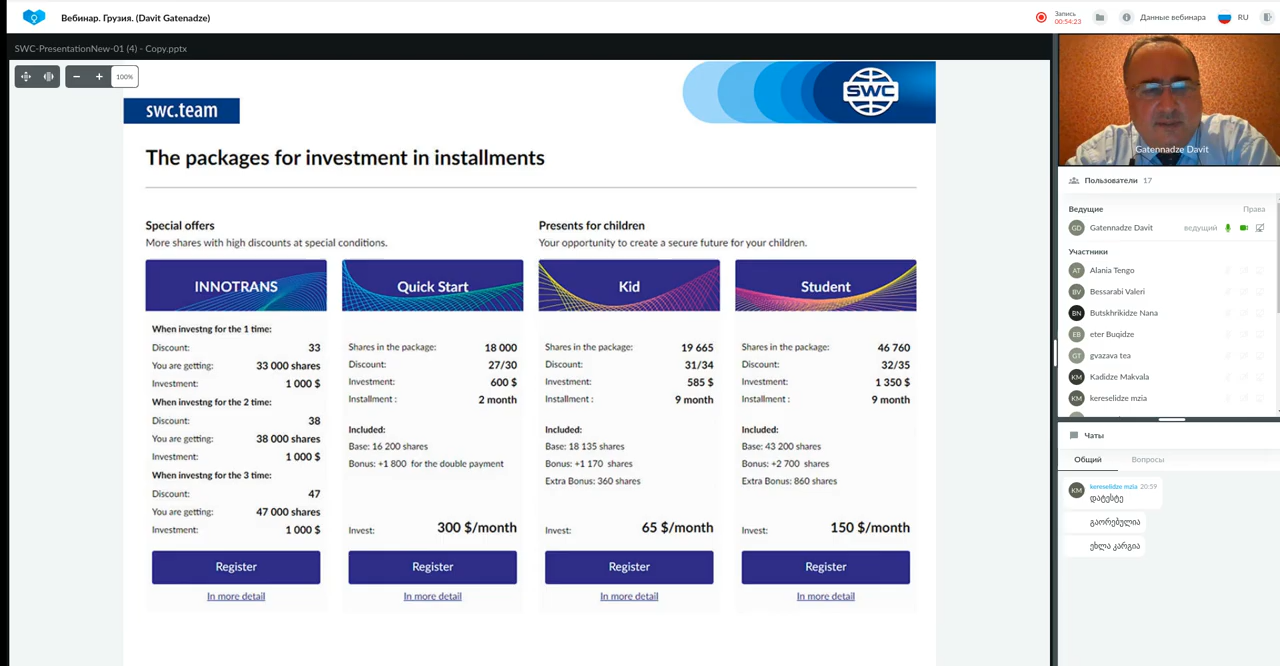 Вебинар. Грузия. (Davit Gatenadze)
Запись
00:54:23
Данные вебинара
RU
SWC-PresentationNew-01 (4) - Copy.pptx
100%
swc.team
SWC
The packages for investment in installments
Special offers
More shares with high discounts at special conditions.
Presents for children
Your opportunity to create a secure future for your children.
INNOTRANS
When investng for the 1 time:
Discount: 33
You are getting: 33 000 shares
Investment: 1 000 $
When investng for the 2 time:
Discount: 38
You are getting: 38 000 shares
Investment: 1 000 $
When investng for the 3 time:
Discount: 47
You are getting: 47 000 shares
Investment: 1 000 $
Register
In more detail
Quick Start
Shares in the package: 18 000
Discount: 27/30
Investment: 600 $
Installment : 2 month
Included:
Base: 16 200 shares
Bonus: +1 800 for the double payment
Invest: 300 $/month
Register
In more detail
Kid
Shares in the package: 19 665
Discount: 31/34
Investment: 585 $
Installment : 9 month
Included:
Base: 18 135 shares
Bonus: +1 170 shares
Extra Bonus: 360 shares
Invest: 65 $/month
Register
In more detail
Student
Shares in the package: 46 760
Discount: 32/35
Investment: 1 350 $
Installment : 9 month
Included:
Base: 43 200 shares
Bonus: +2 700 shares
Extra Bonus: 860 shares
Invest: 150 $/month
Register
In more detail
Gatennadze Davit
Пользователи 17
Ведущие Права
GD Gatennadze Davit ведущий
Участники
AT Alania Tengo
BV Bessarabi Valeri
BN Butskhrikidze Nana
EB eter Buqidze
GT gvazava tea
KM Kadidze Makvala
KM kereselidze mzia
Чаты
Общий Вопросы
KM kereselidze mzia 20:59
დატესტე
გაორებულია
ეხლა კარგია